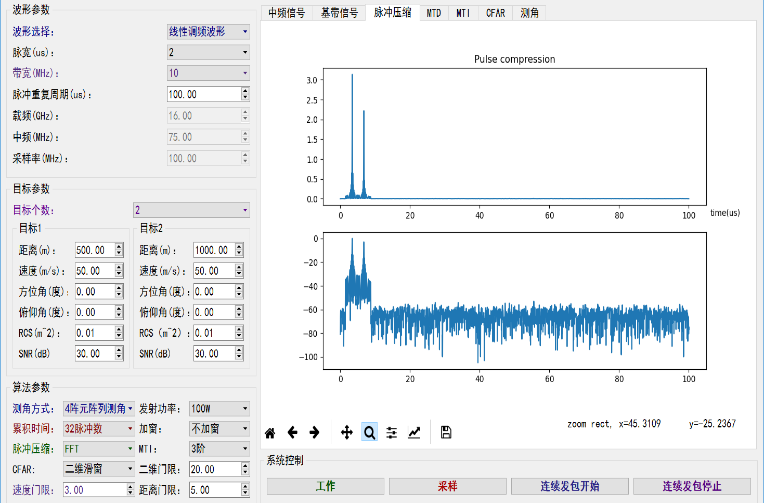 波形参数
波形选择: 线性调频波形
脉宽(us): 2
带宽(MHz): 10
脉冲重复周期(us): 100.00
载频(GHz): 16.00
中频(MHz): 75.00
采样率(MHz): 100.00
目标参数
目标个数: 2
目标1 目标2
距离(m): 500.00 距离(m): 1000.00
速度(m/s): 50.00 速度(m/s): 50.00
方位角(度): 0.00 方位角(度): 0.00
俯仰角(度): 0.00 俯仰角(度): 0.00
RCS(m^2): 0.01 RCS (m^2): 0.01
SNR(dB) 30.00 SNR(dB) 30.00
算法参数
测角方式: 4阵元阵列测角 发射功率: 100W
累积时间: 32脉冲数 加窗: 不加窗
脉冲压缩: FFT MTI: 3阶
CFAR: 二维滑窗 二维门限: 20.00
速度门限: 3.00 距离门限: 5.00
中频信号 基带信号 脉冲压缩 MTD MTI CFAR 测角
Pulse compression
3.0
2.5
2.0
1.5
1.0
0.5
0.0
0 20 40 60 80 100
time(us)
0
−20
−40
−60
−80
−100
0 20 40 60 80 100
zoom rect, x=45.3109 y=-25.2367
系统控制
工作 采样 连续发包开始 连续发包停止